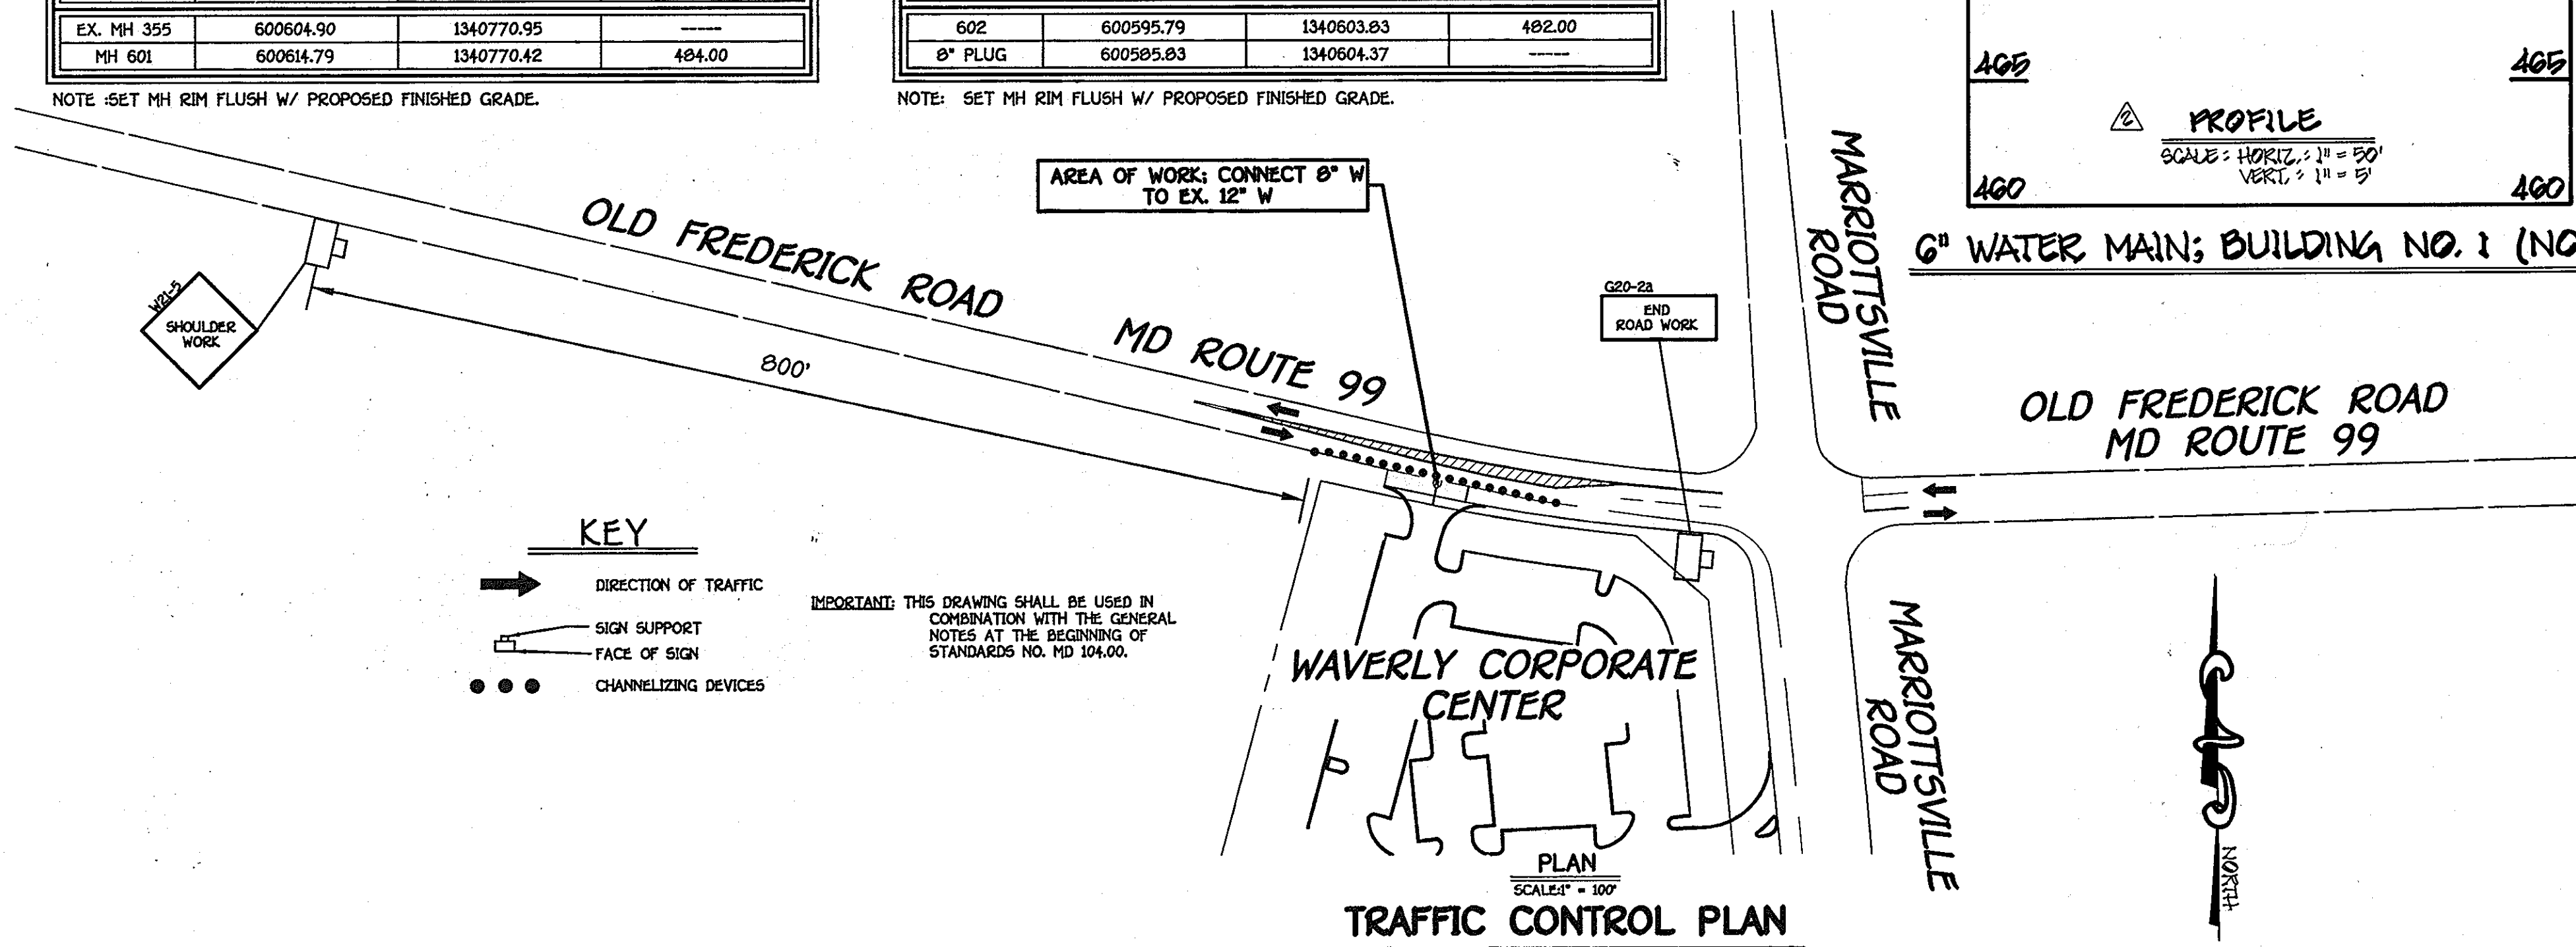 EX. MH 355 600604.90 1340770.95 -----
MH 601 600614.79 1340770.42 484.00
NOTE :SET MH RIM FLUSH W/ PROPOSED FINISHED GRADE.
602 600595.79 1340603.83 482.00
8" PLUG 600585.83 1340604.37 -----
NOTE: SET MH RIM FLUSH W/ PROPOSED FINISHED GRADE.
465 465
2 PROFILE
SCALE: HORIZ.: 1" = 50'
VERT.: 1" = 5'
460 460
6" WATER MAIN; BUILDING NO. 1 (NO
AREA OF WORK: CONNECT 8" W
TO EX. 12" W
OLD FREDERICK ROAD
MD ROUTE 99
W21-5
SHOULDER
WORK
800'
G20-2a
END
ROAD WORK
MARRIOTTSVILLE
ROAD
OLD FREDERICK ROAD
MD ROUTE 99
KEY
DIRECTION OF TRAFFIC
SIGN SUPPORT
FACE OF SIGN
CHANNELIZING DEVICES
IMPORTANT: THIS DRAWING SHALL BE USED IN
COMBINATION WITH THE GENERAL
NOTES AT THE BEGINNING OF
STANDARDS NO. MD 104.00.
WAVERLY CORPORATE
CENTER
MARRIOTTSVILLE
ROAD
NORTH
PLAN
SCALE:1" = 100'
TRAFFIC CONTROL PLAN